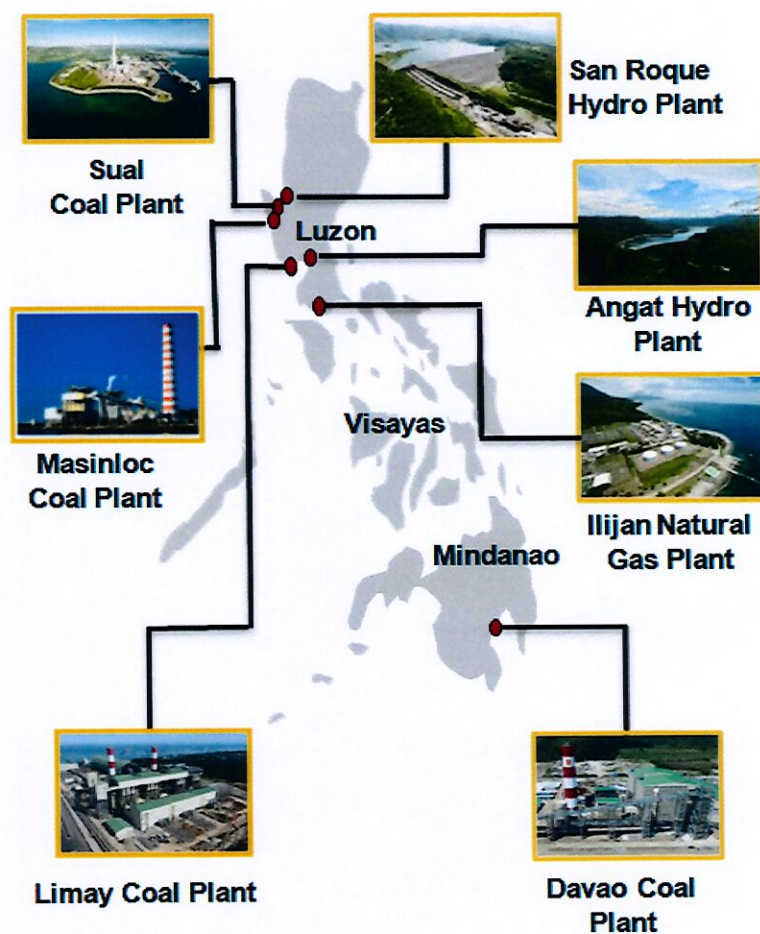 San Roque
Hydro Plant
Sual
Coal Plant
Luzon
Angat Hydro
Plant
Visayas
Masinloc
Coal Plant
Ilijan Natural
Gas Plant
Mindanao
Limay Coal Plant
Davao Coal
Plant